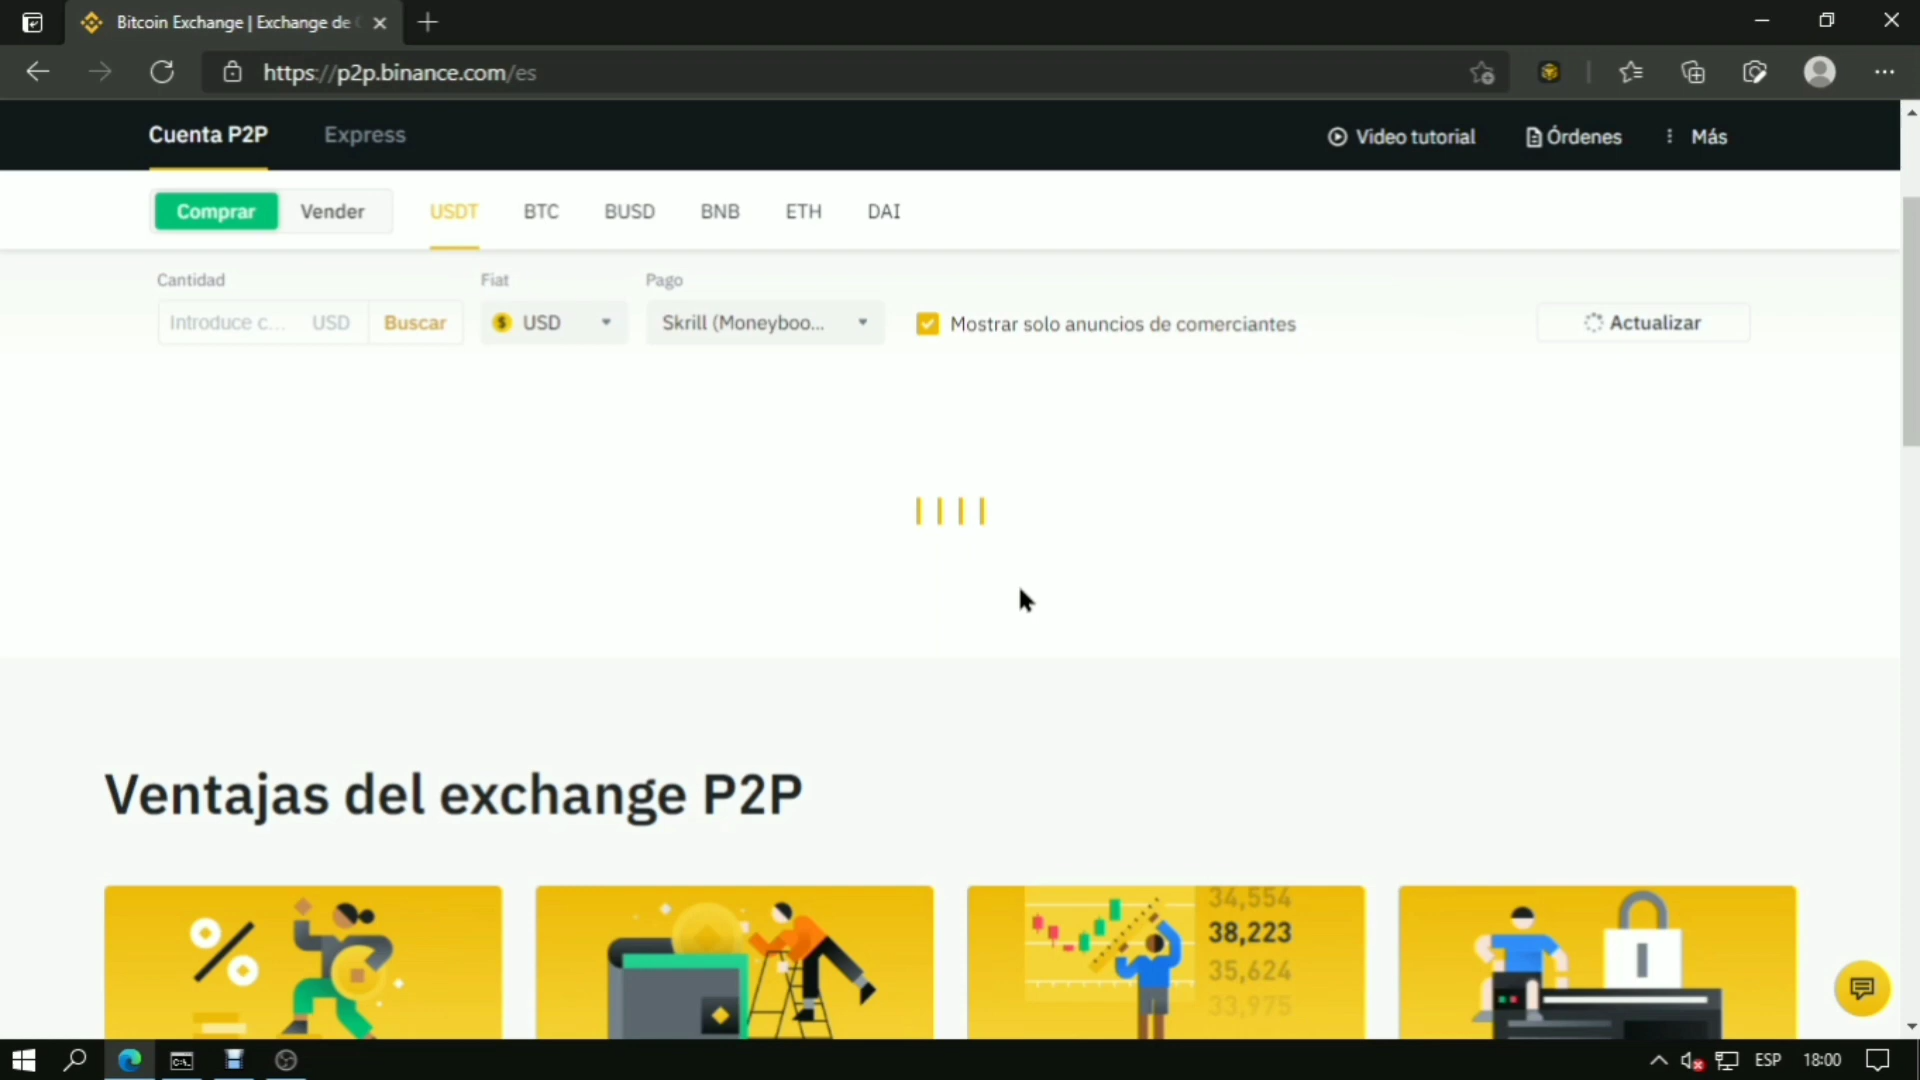 Bitcoin Exchange | Exchange de
https://p2p.binance.com/es
Cuenta P2P Express Video tutorial Órdenes Más
Comprar Vender USDT BTC BUSD BNB ETH DAI
Cantidad Fiat Pago
Introduce c... USD Buscar $ USD Skrill (Moneyboo... Mostrar solo anuncios de comerciantes Actualizar
Ventajas del exchange P2P
34,554
38,223
35,624
33,975
ESP 18:00